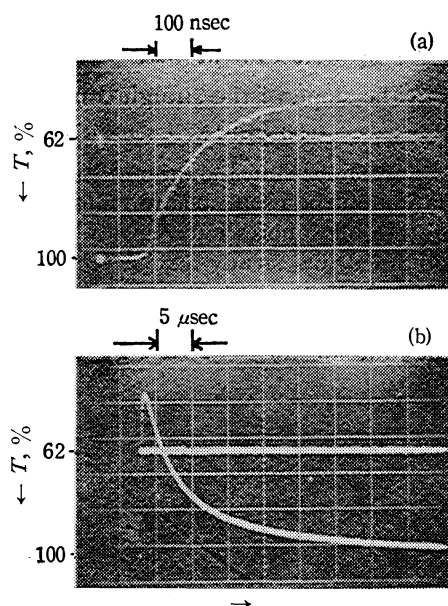 100 nsec
(a)
62
← T, %
100
5 μsec
(b)
62
← T, %
100
→